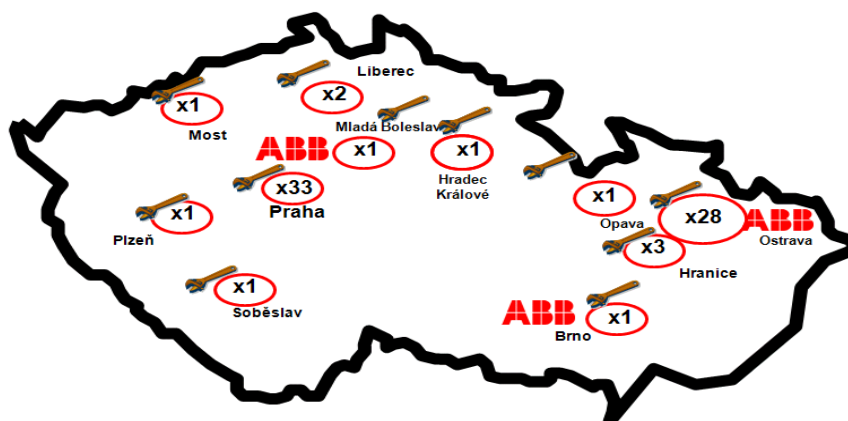 Liberec
x1
x2
Most
Mladá Boleslav
ABB
x1
x1
Hradec
Králové
x33
Praha
x1
Opava
x28
ABB
Ostrava
x1
Plzeň
x3
Hranice
x1
Soběslav
ABB
x1
Brno